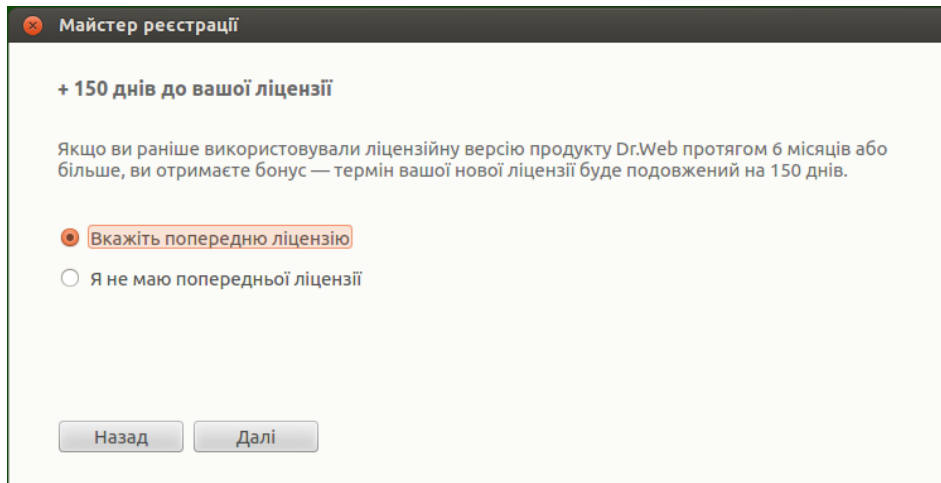 Майстер реєстрації
+ 150 днів до вашої ліцензії
Якщо ви раніше використовували ліцензійну версію продукту Dr.Web протягом 6 місяців або
більше, ви отримаєте бонус — термін вашої нової ліцензії буде подовжений на 150 днів.
Вкажіть попередню ліцензію
Я не маю попередньої ліцензії
Назад Далі